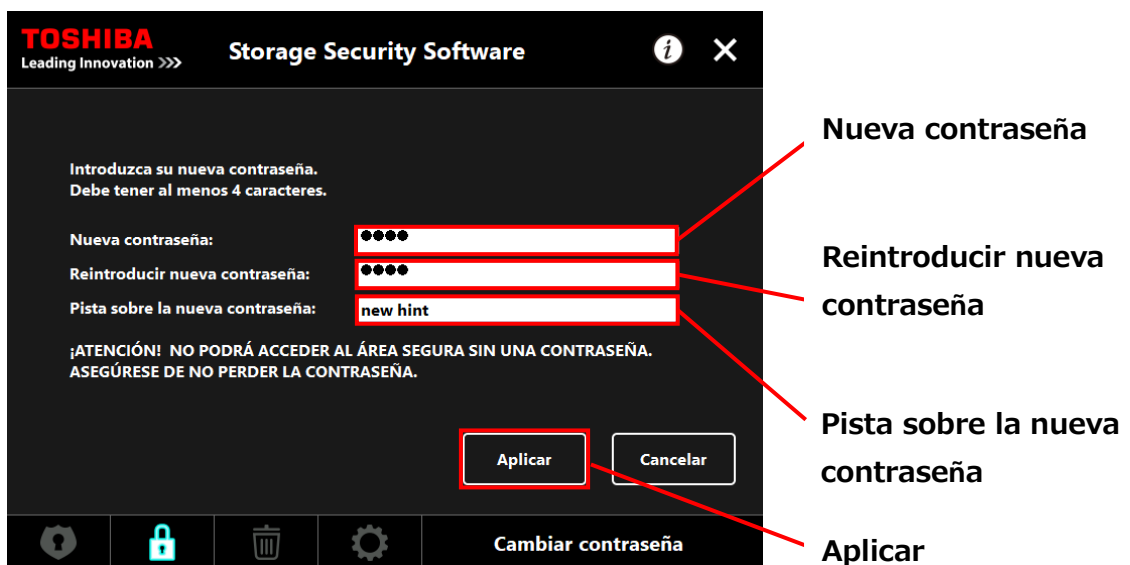 TOSHIBA
Leading Innovation >>>
Storage Security Software
Nueva contraseña
Introduzca su nueva contraseña.
Debe tener al menos 4 caracteres.
Nueva contraseña: ●●●●
Reintroducir nueva contraseña: ●●●●
Pista sobre la nueva contraseña: new hint
Reintroducir nueva
contraseña
¡ATENCIÓN! NO PODRÁ ACCEDER AL ÁREA SEGURA SIN UNA CONTRASEÑA.
ASEGÚRESE DE NO PERDER LA CONTRASEÑA.
Pista sobre la nueva
contraseña
Aplicar
Cancelar
Cambiar contraseña
Aplicar